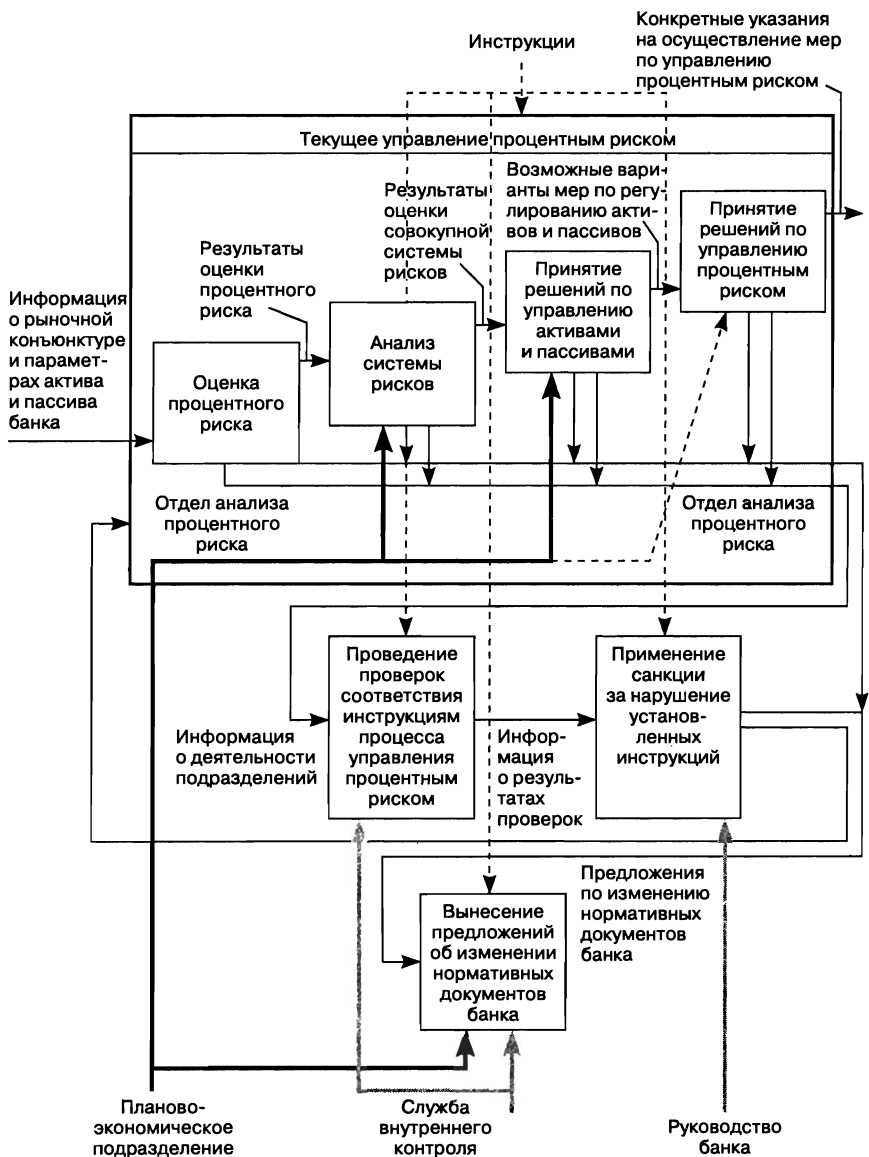 Инструкции
Конкретные указания
на осуществление мер
по управлению
процентным риском
Текущее управление процентным риском
Возможные вари-
анты мер по регу-
лированию акти-
вов и пассивов
Результаты
оценки
совокупной
системы
рисков
Принятие
решений по
управлению
процентным
риском
Результаты
оценки
процентного
риска
Принятие
решений по
управлению
активами
и пассивами
Информация
о рыночной
конъюнктуре
и парамет-
рах актива
и пассива
банка
Анализ
системы
рисков
Оценка
процентного
риска
Отдел анализа
процентного
риска
Отдел анализа
процентного
риска
Проведение
проверок
соответствия
инструкциям
процесса
управления
процентным
риском
Применение
санкции
за нарушение
установ-
ленных
инструкций
Информация
о деятельности
подразделений
Инфор-
мация
о резуль-
татах
проверок
Предложения
по изменению
нормативных
документов
банка
Вынесение
предложений
об изменении
нормативных
документов
банка
Планово-
экономическое
подразделение
Служба
внутреннего
контроля
Руководство
банка